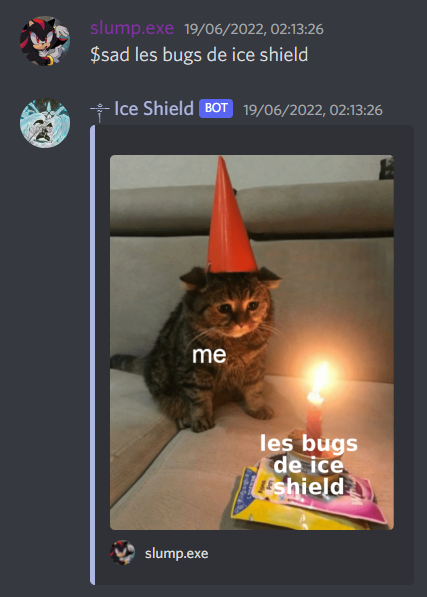 slump.exe 19/06/2022, 02:13:26
$sad les bugs de ice shield
Ice Shield BOT 19/06/2022, 02:13:26
me
les bugs
de ice
shield
slump.exe